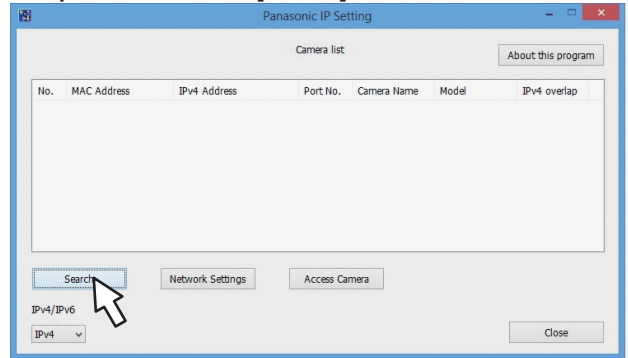 Panasonic IP Setting
Camera list
About this program
No. MAC Address IPv4 Address Port No. Camera Name Model IPv4 overlap
Search Network Settings Access Camera
IPv4/IPv6
IPv4 Close